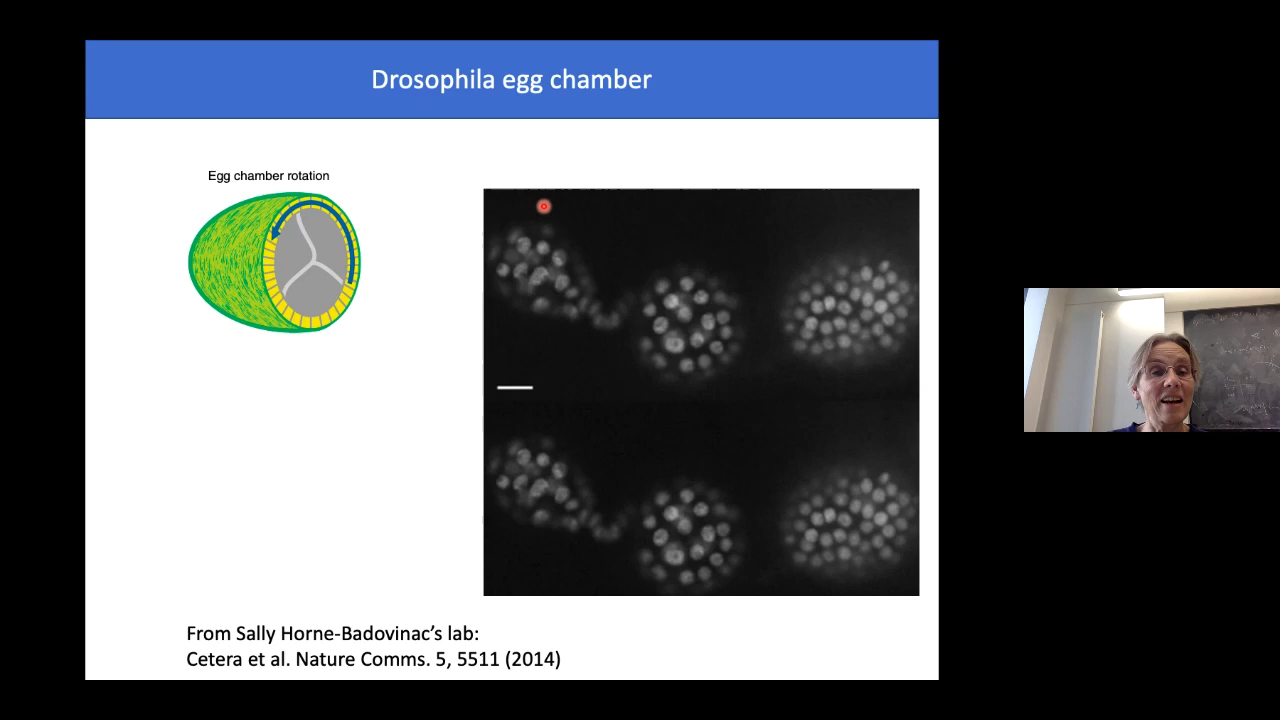 Drosophila egg chamber
Egg chamber rotation
From Sally Horne-Badovinac’s lab:
Cetera et al. Nature Comms. 5, 5511 (2014)